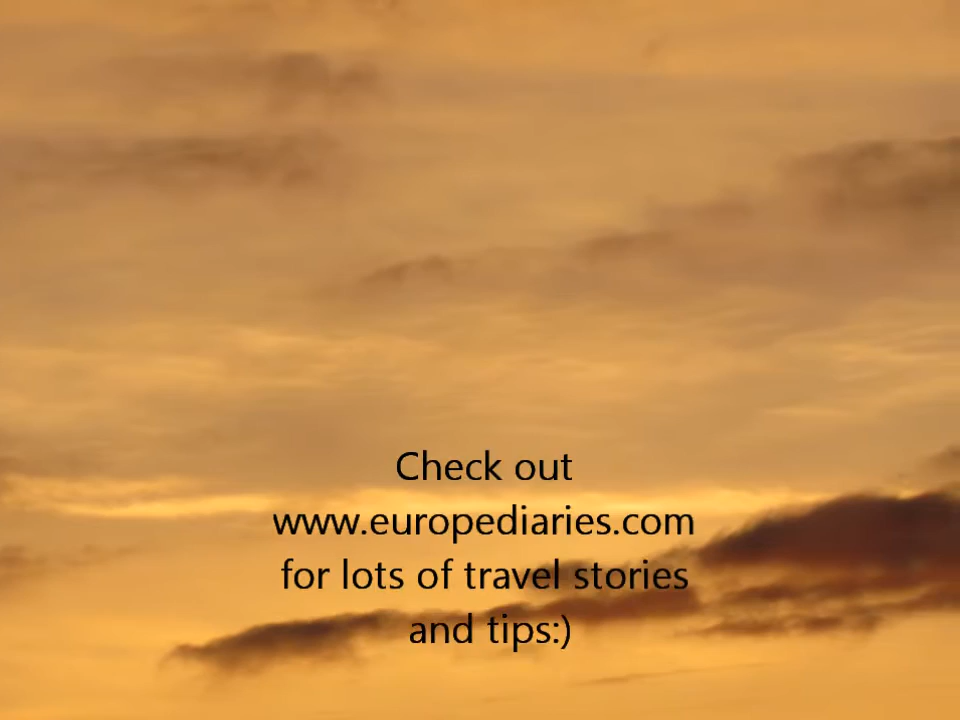 Check out
www.europediaries.com
for lots of travel stories
and tips:)